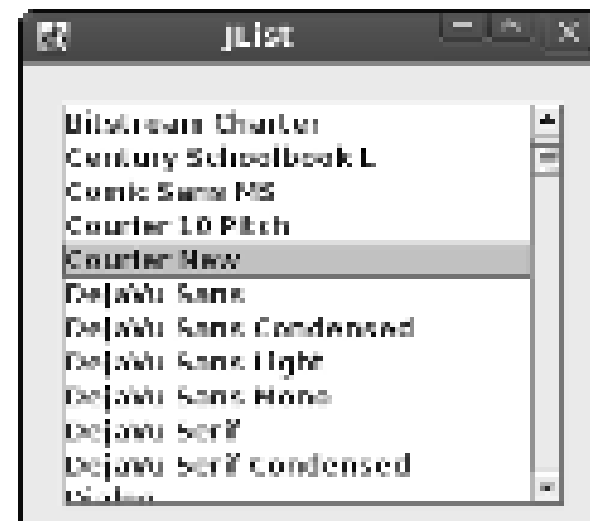 JList
Bitstream Charter
Century Schoolbook L
Comic Sans MS
Courier 10 Pitch
Courier New
DejaVu Sans
DejaVu Sans Condensed
DejaVu Sans Light
DejaVu Sans Mono
DejaVu Serif
DejaVu Serif Condensed
Dialog